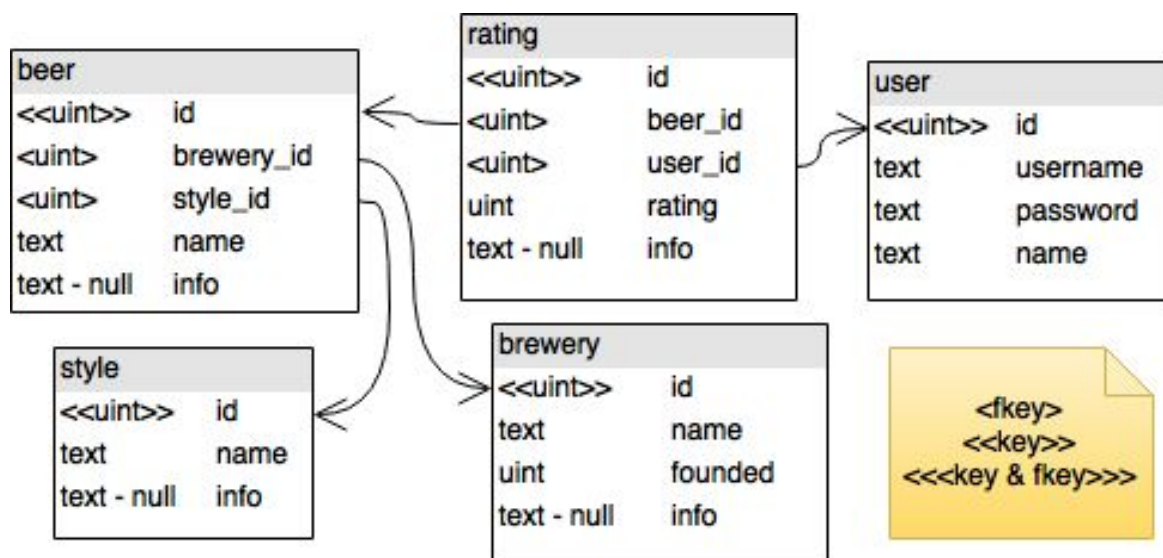 beer
<<uint>> id
<uint> brewery_id
<uint> style_id
text name
text - null info
rating
<<uint>> id
<uint> beer_id
<uint> user_id
uint rating
text - null info
user
<<uint>> id
text username
text password
text name
style
<<uint>> id
text name
text - null info
brewery
<<uint>> id
text name
uint founded
text - null info
<fkey>
<<key>>
<<<key & fkey>>>